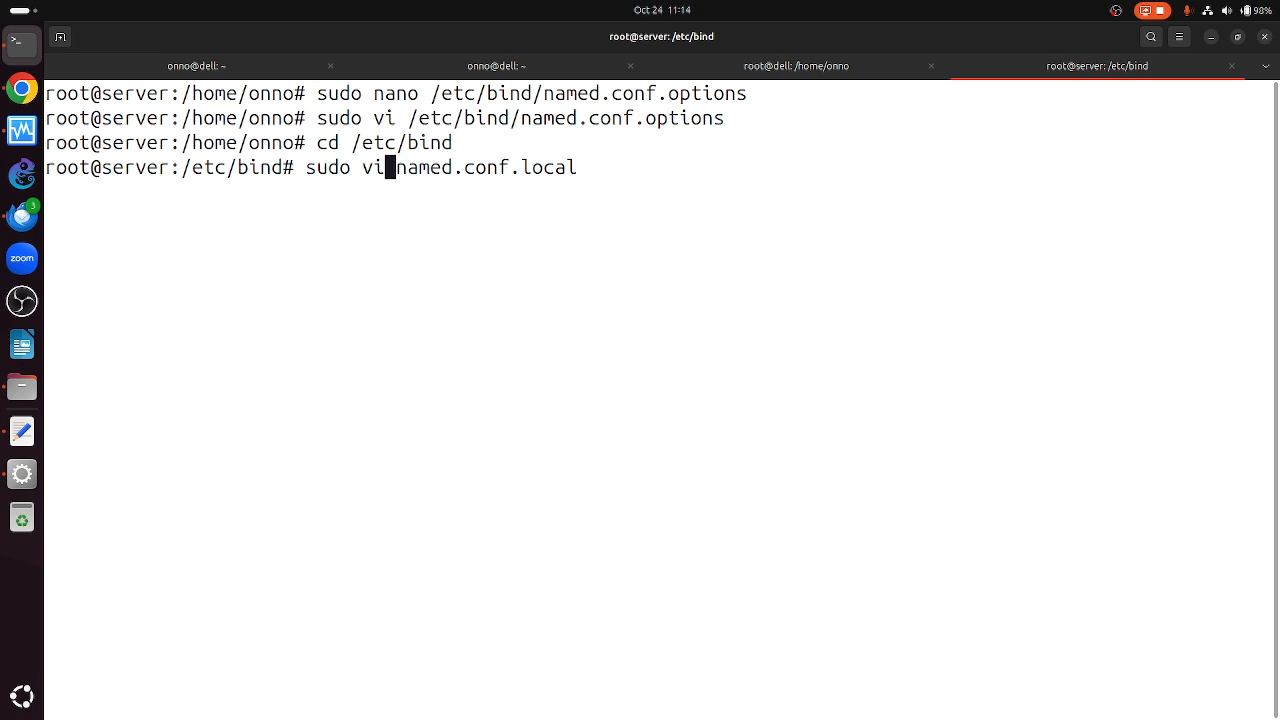 Oct 24 11:14
98%
root@server: /etc/bind
onno@dell: ~
onno@dell: ~
root@dell: /home/onno
root@server: /etc/bind
root@server:/home/onno# sudo nano /etc/bind/named.conf.options
root@server:/home/onno# sudo vi /etc/bind/named.conf.options
root@server:/home/onno# cd /etc/bind
root@server:/etc/bind# sudo vi named.conf.local
3
zoom